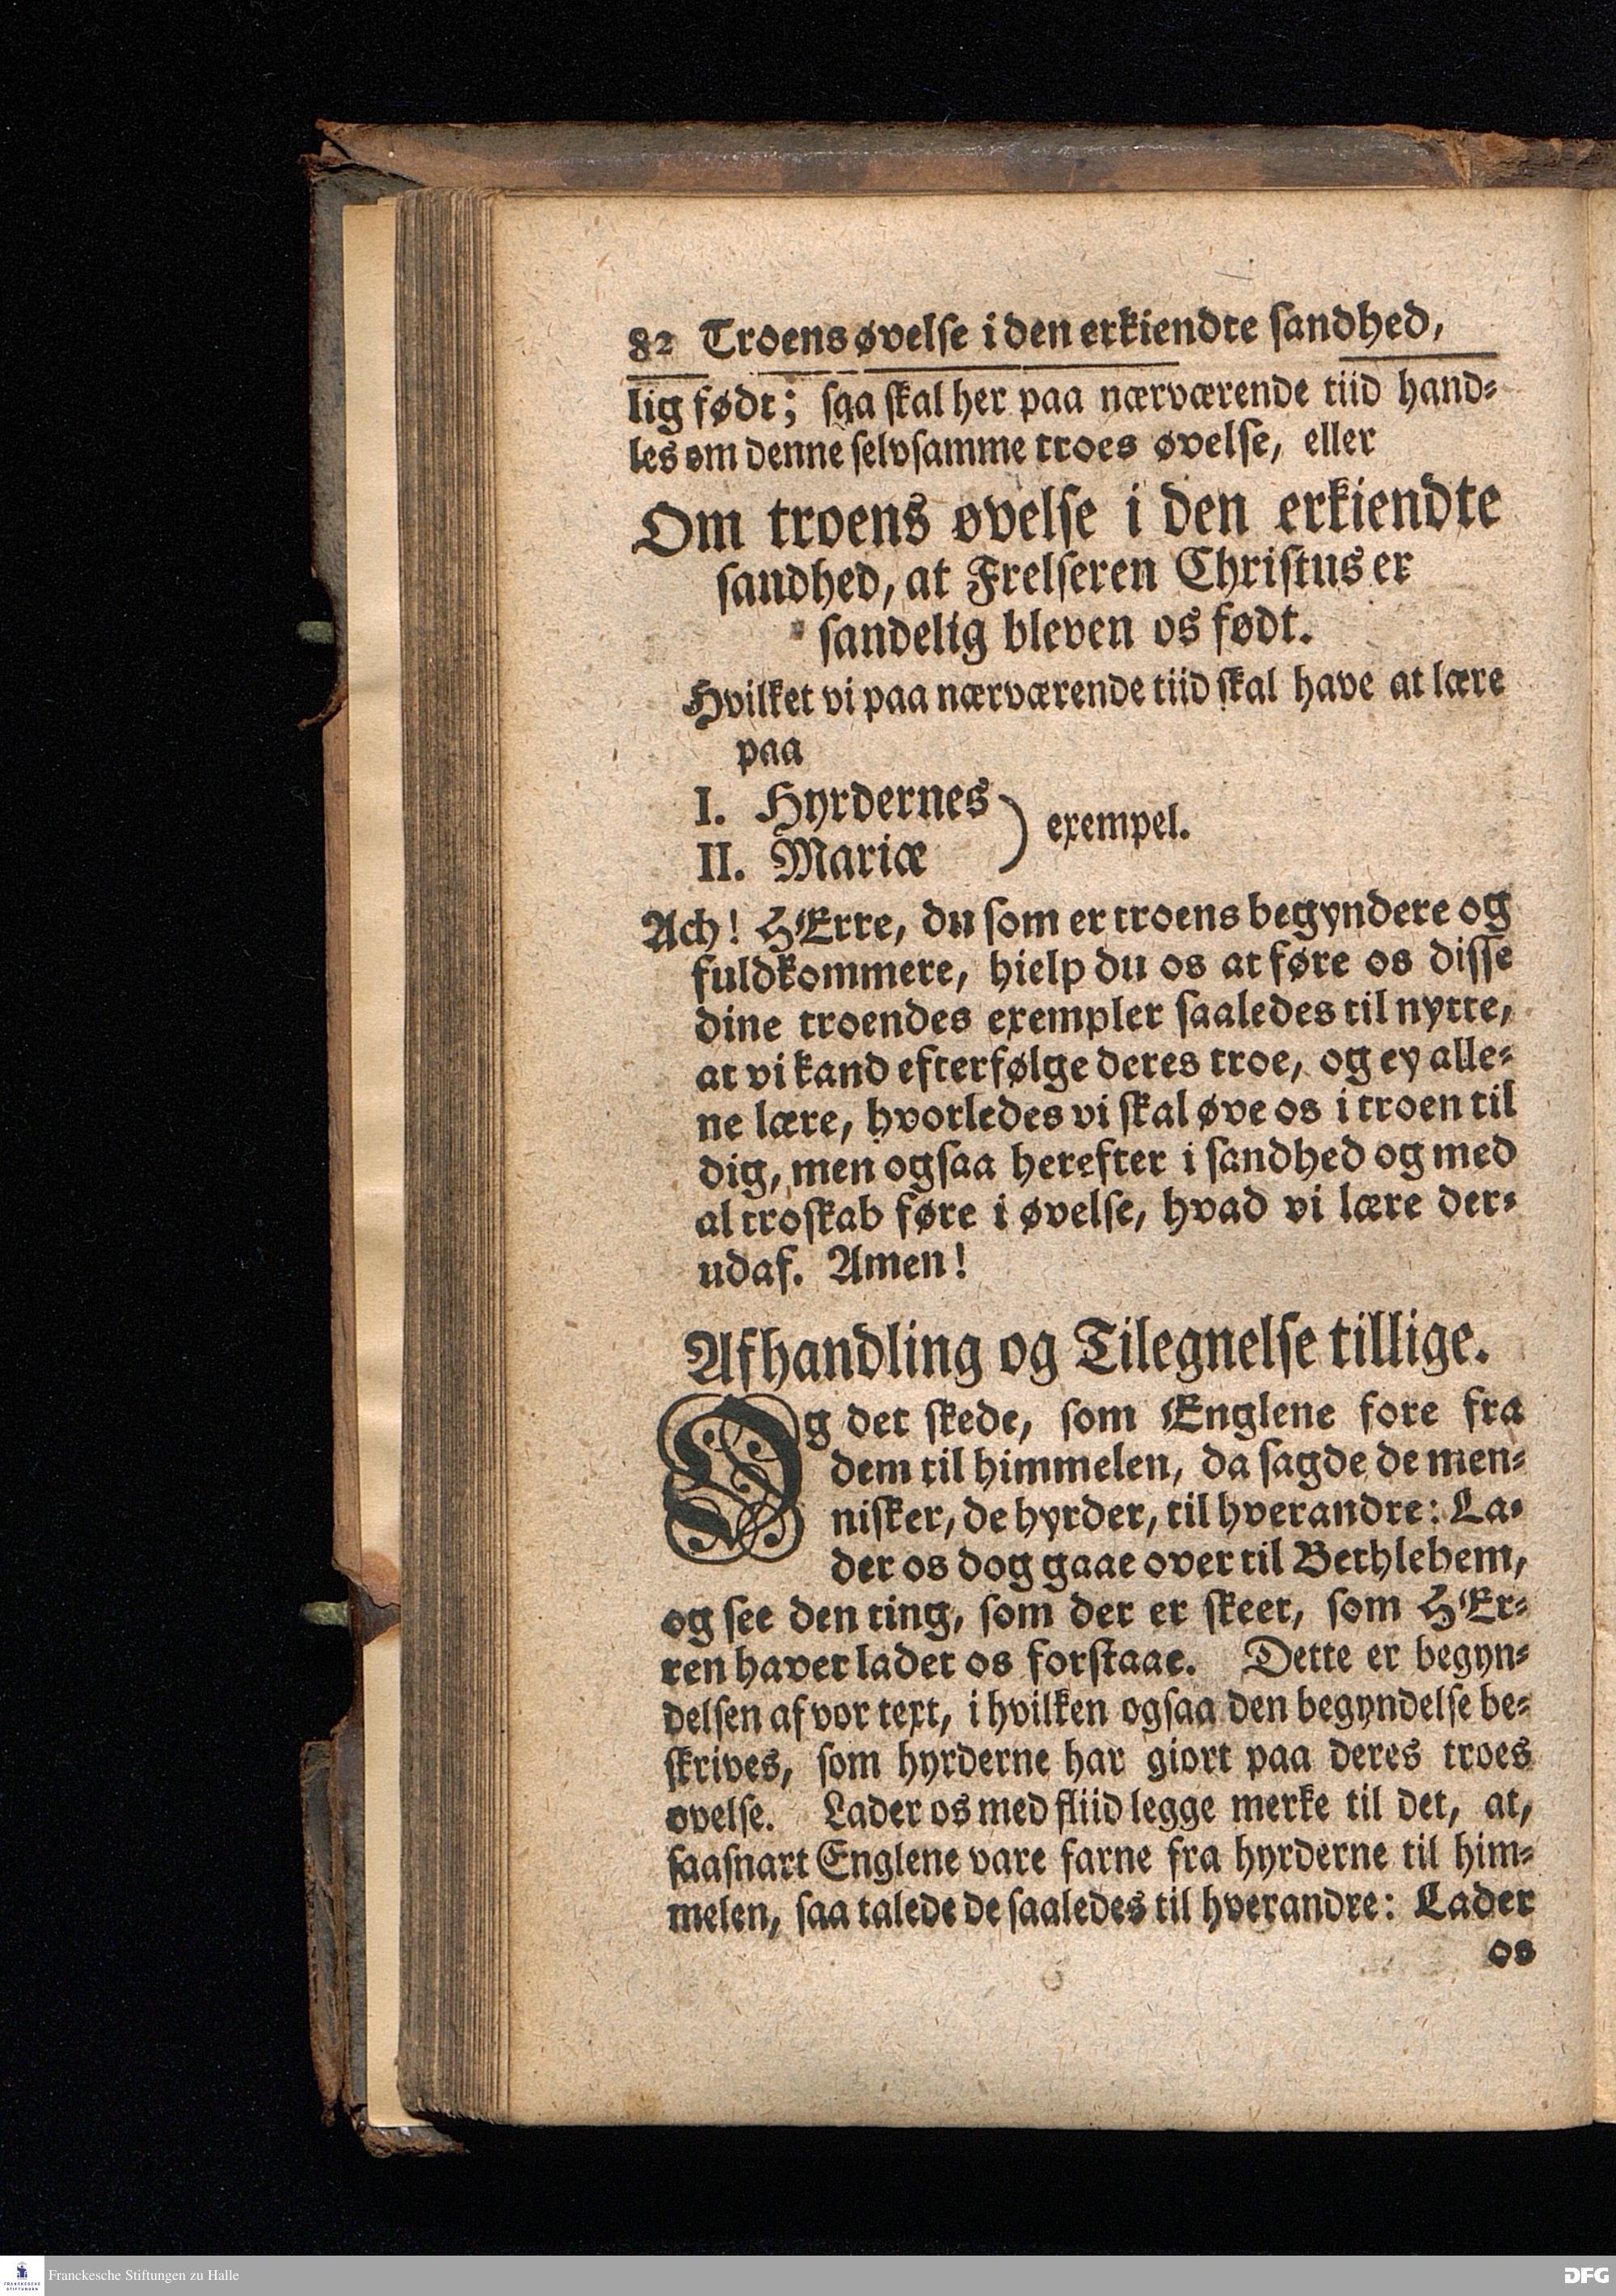 82 Troens øvelse i den erkiendte sandhed,
lig født; saa skal her paa nærværende tiid hand-
les om denne selvsamme troes øvelse, eller
Om troens øvelse i den erkiendte
sandhed, at Frelseren Christus er
sandelig bleven os født.
Hvilket vi paa nærværende tiid skal have at lære
paa
I. Hyrdernes
II. Mariæ
) exempel.
Ach! HErre, du som er troens begyndere og
fuldkommere, hielp du os at føre os disse
dine troendes exempler saaledes til nytte,
at vi kand efterfølge deres troe, og ey alle-
ne lære, hvorledes vi skal øve os i troen til
dig, men ogsaa herefter i sandhed og med
al troskab føre i øvelse, hvad vi lære der-
udaf. Amen!
Afhandling og Tilegnelse tillige.
Og det skede, som Englene fore fra
dem til himmelen, da sagde de men-
nisker, de hyrder, til hverandre: La-
der os dog gaae over til Bethlehem,
og see den ting, som der er skeet, som HEr-
ren haver ladet os forstaae. Dette er begyn-
delsen af vor text, i hvilken ogsaa den begyndelse be-
skrives, som hyrderne har giort paa deres troes
øvelse. Lader os med fliid legge merke til det, at,
saasnart Englene vare farne fra hyrderne til him-
melen, saa talede de saaledes til hverandre: Lader
os
Franckesche Stiftungen zu Halle
DFG